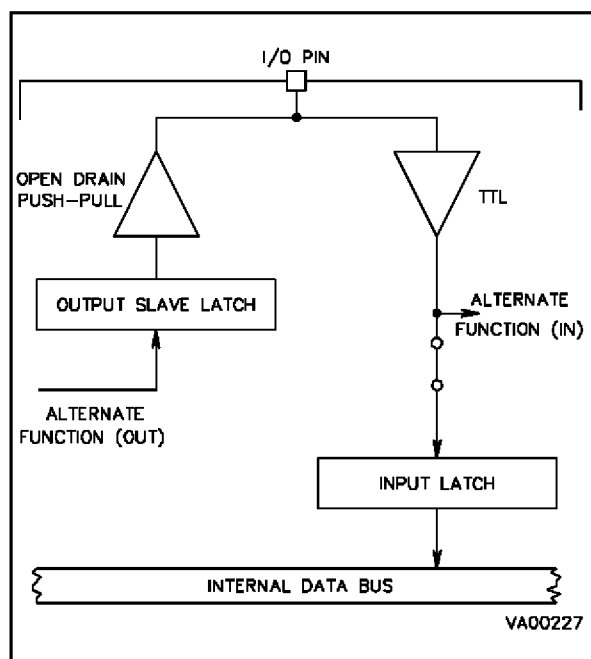 I/O PIN
OPEN DRAIN
PUSH-PULL
TTL
OUTPUT SLAVE LATCH
ALTERNATE
FUNCTION (IN)
ALTERNATE
FUNCTION (OUT)
INPUT LATCH
INTERNAL DATA BUS
VA00227